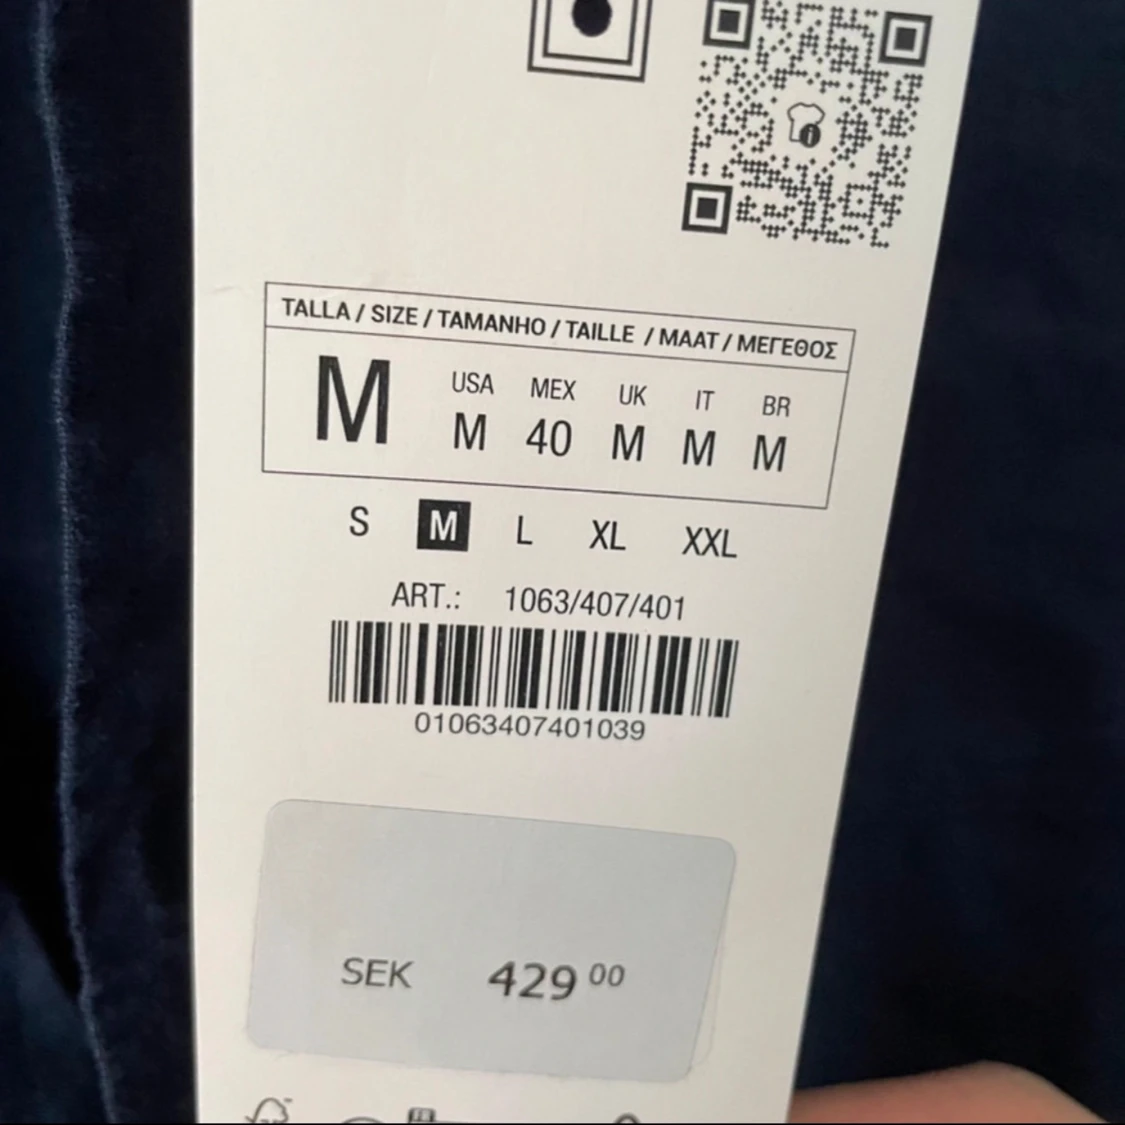 TALLA / SIZE / TAMANHO / TAILLE / MAAT / ΜΕΓΕΘΟΣ
USA MEX UK IT BR
M M 40 M M M
S M L XL XXL
ART.: 1063/407/401
01063407401039
SEK 429 00